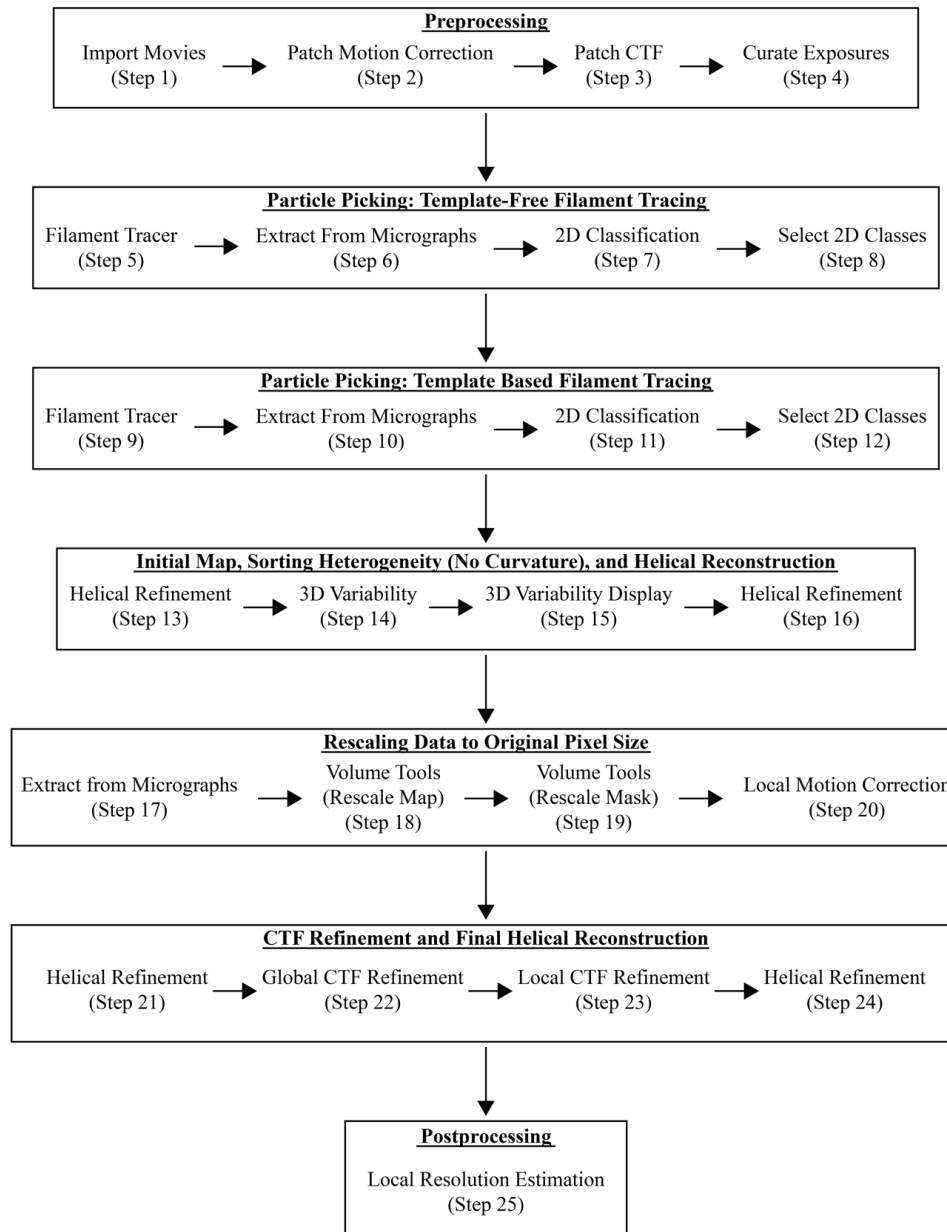 Preprocessing
Import Movies
(Step 1)
Patch Motion Correction
(Step 2)
Patch CTF
(Step 3)
Curate Exposures
(Step 4)
Particle Picking: Template-Free Filament Tracing
Filament Tracer
(Step 5)
Extract From Micrographs
(Step 6)
2D Classification
(Step 7)
Select 2D Classes
(Step 8)
Particle Picking: Template Based Filament Tracing
Filament Tracer
(Step 9)
Extract From Micrographs
(Step 10)
2D Classification
(Step 11)
Select 2D Classes
(Step 12)
Initial Map, Sorting Heterogeneity (No Curvature), and Helical Reconstruction
Helical Refinement
(Step 13)
3D Variability
(Step 14)
3D Variability Display
(Step 15)
Helical Refinement
(Step 16)
Rescaling Data to Original Pixel Size
Extract from Micrographs
(Step 17)
Volume Tools
(Rescale Map)
(Step 18)
Volume Tools
(Rescale Mask)
(Step 19)
Local Motion Correction
(Step 20)
CTF Refinement and Final Helical Reconstruction
Helical Refinement
(Step 21)
Global CTF Refinement
(Step 22)
Local CTF Refinement
(Step 23)
Helical Refinement
(Step 24)
Postprocessing
Local Resolution Estimation
(Step 25)